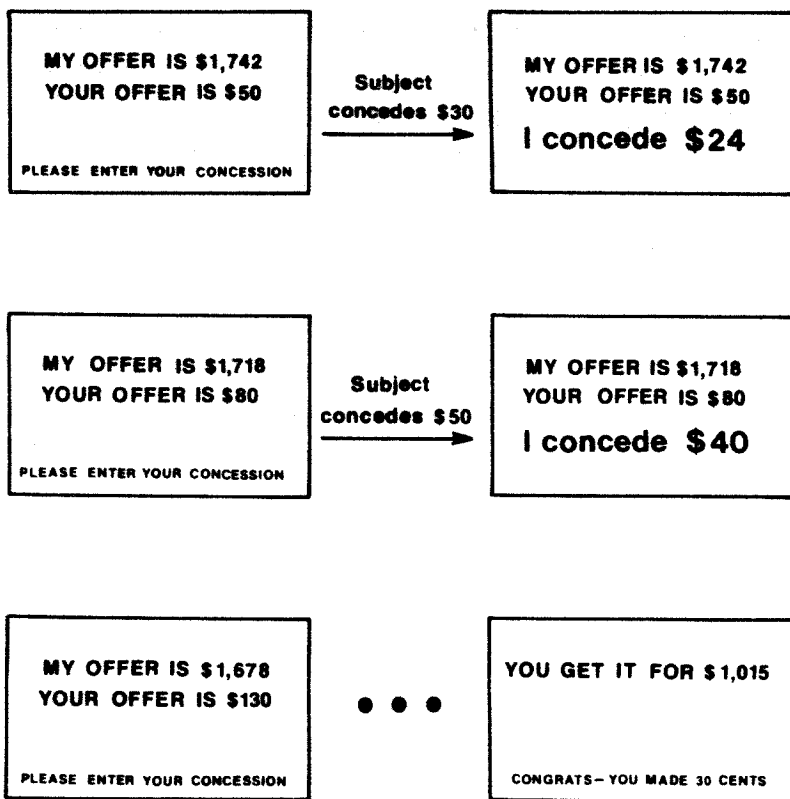 MY OFFER IS $1,742
YOUR OFFER IS $50
PLEASE ENTER YOUR CONCESSION
Subject
concedes $30
MY OFFER IS $1,742
YOUR OFFER IS $50
I concede $24
MY OFFER IS $1,718
YOUR OFFER IS $80
PLEASE ENTER YOUR CONCESSION
Subject
concedes $50
MY OFFER IS $1,718
YOUR OFFER IS $80
I concede $40
MY OFFER IS $1,678
YOUR OFFER IS $130
PLEASE ENTER YOUR CONCESSION
YOU GET IT FOR $1,015
CONGRATS–YOU MADE 30 CENTS